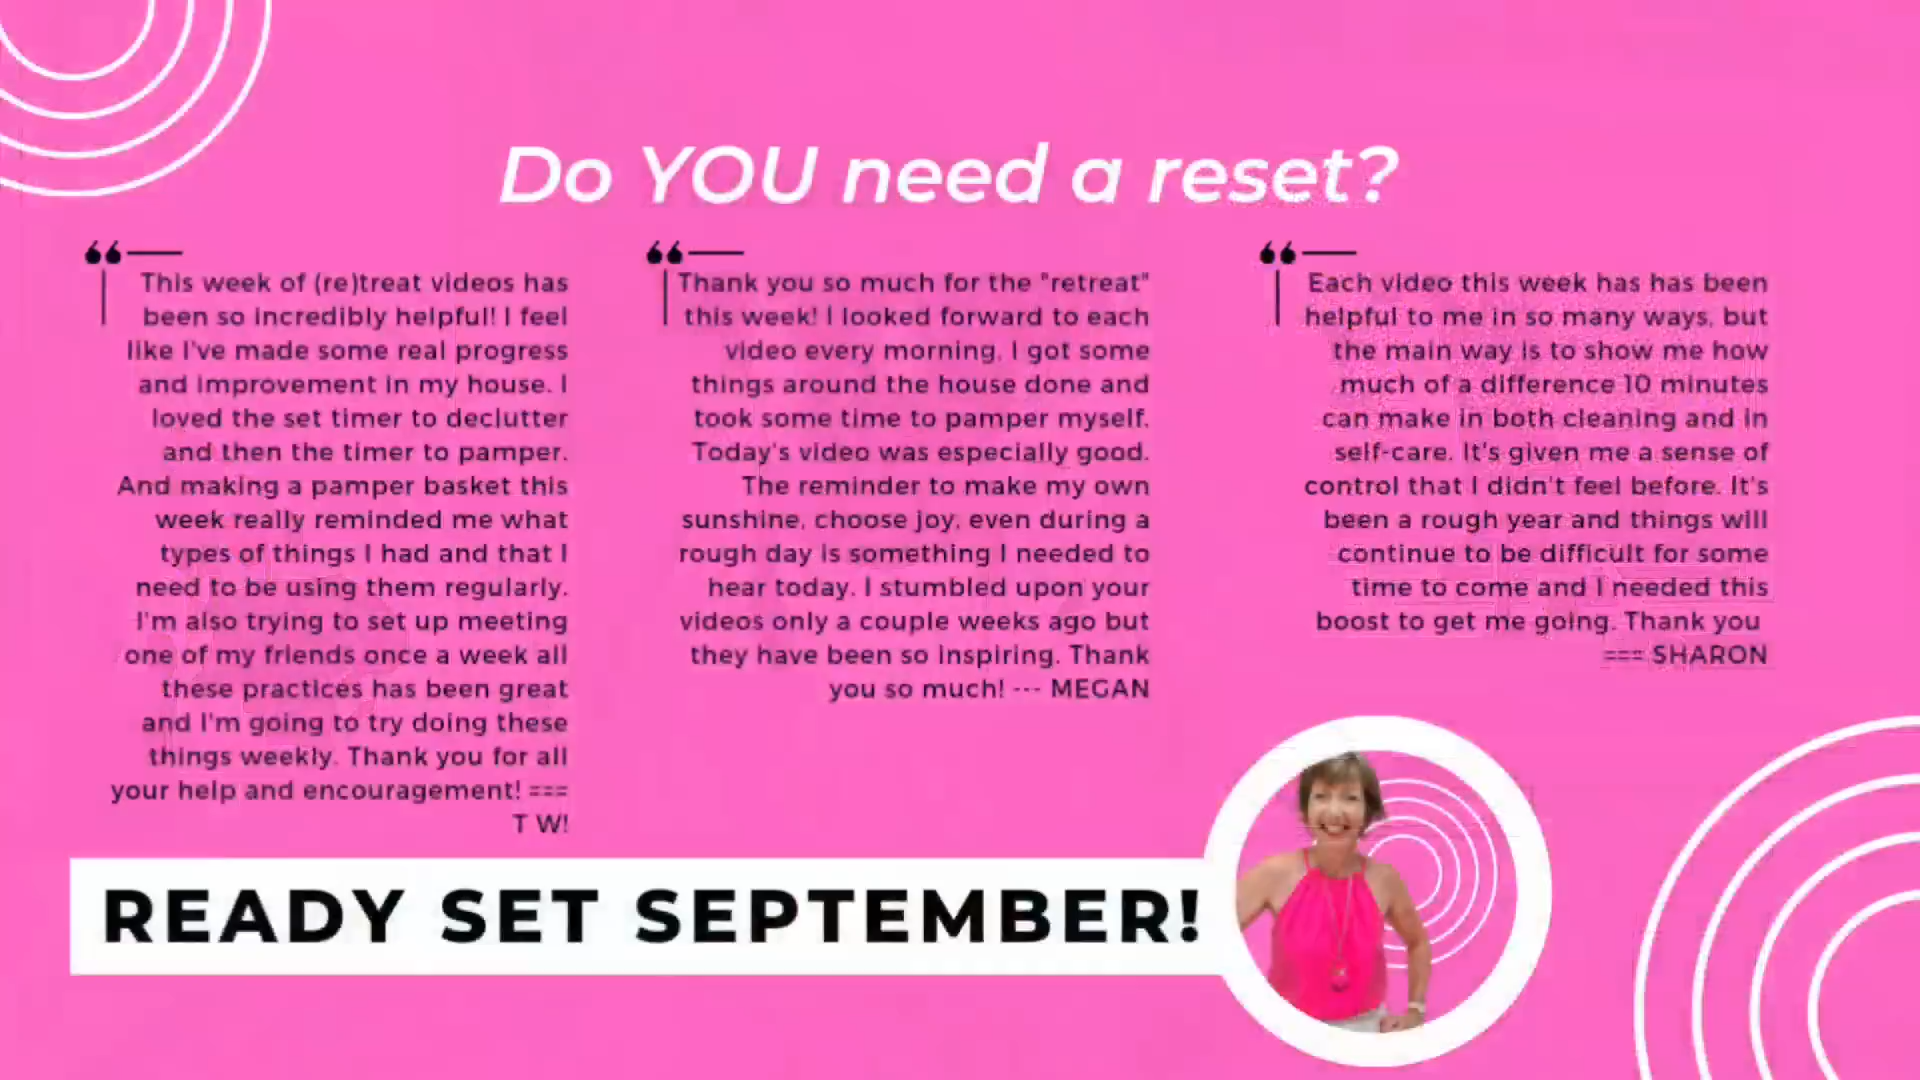 Do YOU need a reset?
This week of (re)treat videos has
been so incredibly helpful! I feel
like I've made some real progress
and improvement in my house. I
loved the set timer to declutter
and then the timer to pamper.
And making a pamper basket this
week really reminded me what
types of things I had and that I
need to be using them regularly.
I'm also trying to set up meeting
one of my friends once a week all
these practices has been great
and I'm going to try doing these
things weekly. Thank you for all
your help and encouragement! ===
T W!
Thank you so much for the "retreat"
this week! I looked forward to each
video every morning. I got some
things around the house done and
took some time to pamper myself.
Today's video was especially good.
The reminder to make my own
sunshine, choose joy, even during a
rough day is something I needed to
hear today. I stumbled upon your
videos only a couple weeks ago but
they have been so inspiring. Thank
you so much! --- MEGAN
Each video this week has has been
helpful to me in so many ways, but
the main way is to show me how
much of a difference 10 minutes
can make in both cleaning and in
self-care. It's given me a sense of
control that I didn't feel before. It's
been a rough year and things will
continue to be difficult for some
time to come and I needed this
boost to get me going. Thank you
=== SHARON
READY SET SEPTEMBER!